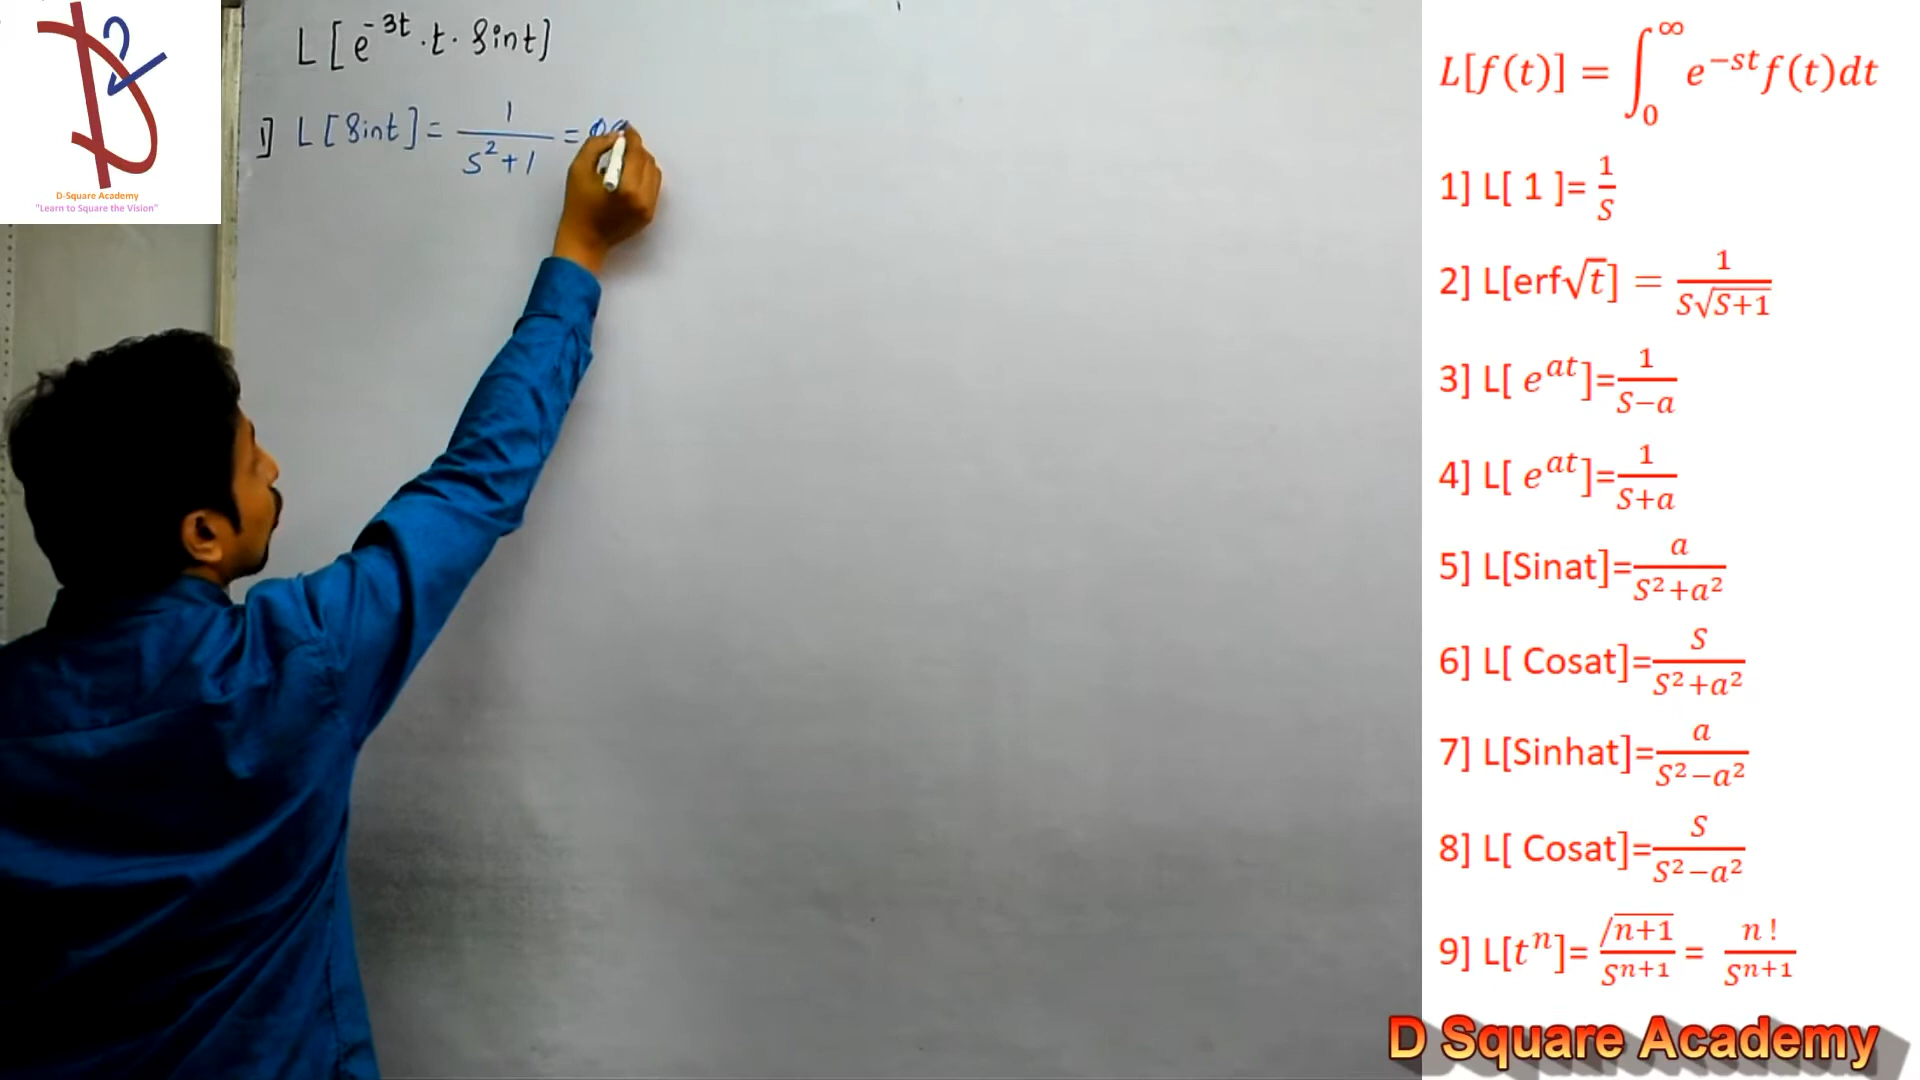 D2
D-Square Academy
"Learn to Square the Vision"
L [ e^-3t . t . Sint ]
1] L [ Sint ] = 1/(s²+1) =
L[f(t)] = ∫₀^∞ e^−st f(t)dt
1] L[ 1 ]= 1/S
2] L[erf√t] = 1/(S√(S+1))
3] L[ e^at]=1/(S−a)
4] L[ e^at]=1/(S+a)
5] L[Sinat]=a/(S²+a²)
6] L[ Cosat]=S/(S²+a²)
7] L[Sinhat]=a/(S²−a²)
8] L[ Cosat]=S/(S²−a²)
9] L[t^n]= /‾(n+1)/S^(n+1) = n !/S^(n+1)
D Square Academy